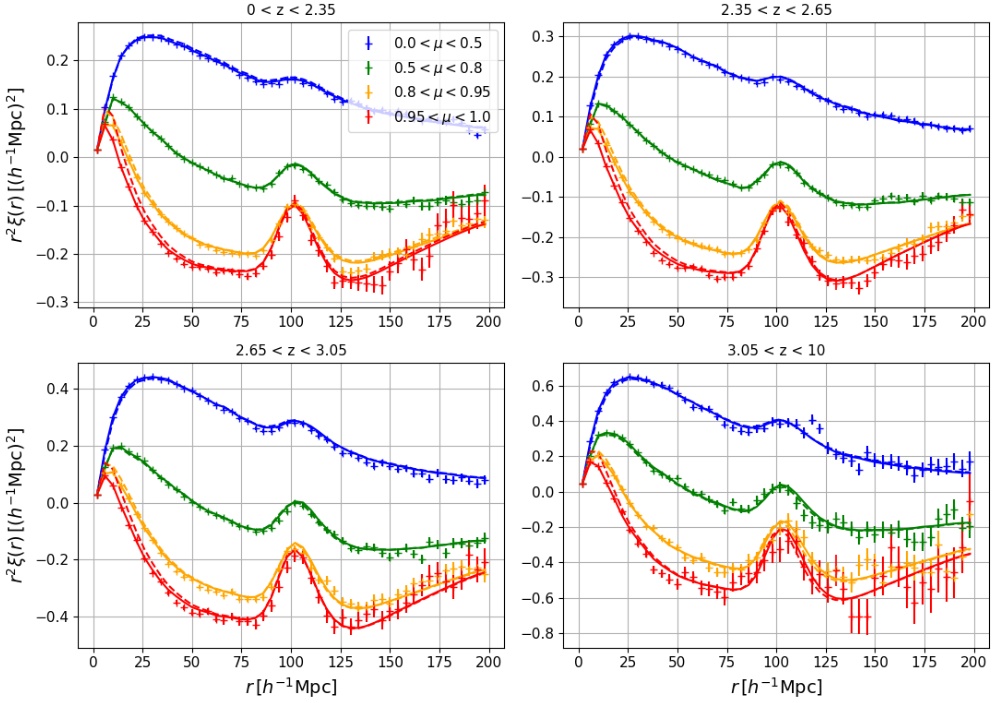 0 < z < 2.35
0.2
0.1
0.0
−0.1
−0.2
−0.3
r²ξ(r) [(h⁻¹Mpc)²]
0.0 < μ < 0.5
0.5 < μ < 0.8
0.8 < μ < 0.95
0.95 < μ < 1.0
0 25 50 75 100 125 150 175 200
2.35 < z < 2.65
0.3
0.2
0.1
0.0
−0.1
−0.2
−0.3
0 25 50 75 100 125 150 175 200
2.65 < z < 3.05
0.4
0.2
0.0
−0.2
−0.4
r²ξ(r) [(h⁻¹Mpc)²]
0 25 50 75 100 125 150 175 200
r [h⁻¹Mpc]
3.05 < z < 10
0.6
0.4
0.2
0.0
−0.2
−0.4
−0.6
−0.8
0 25 50 75 100 125 150 175 200
r [h⁻¹Mpc]